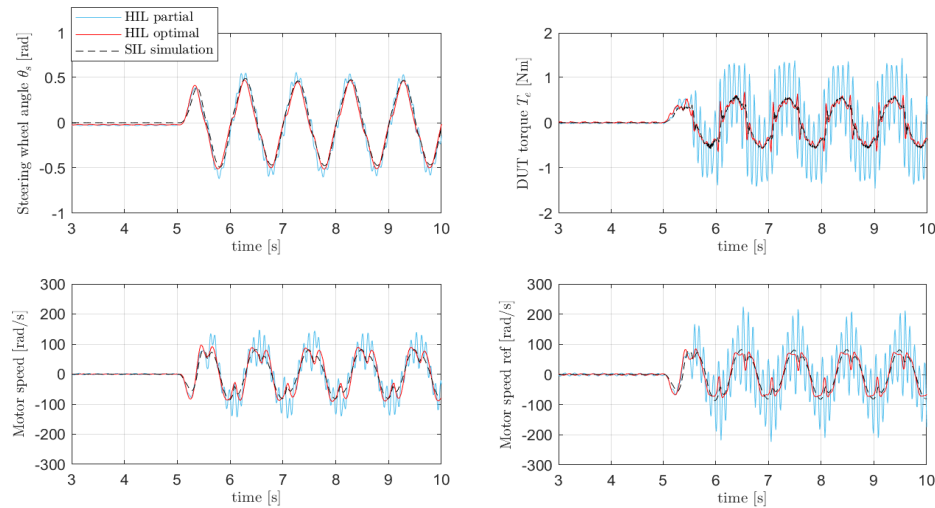 HIL partial
HIL optimal
SIL simulation
Steering wheel angle θs [rad]
1
0.5
0
-0.5
-1
3 4 5 6 7 8 9 10
time [s]
DUT torque Te [Nm]
2
1
0
-1
-2
3 4 5 6 7 8 9 10
time [s]
Motor speed [rad/s]
300
200
100
0
-100
-200
-300
3 4 5 6 7 8 9 10
time [s]
Motor speed ref [rad/s]
300
200
100
0
-100
-200
-300
3 4 5 6 7 8 9 10
time [s]